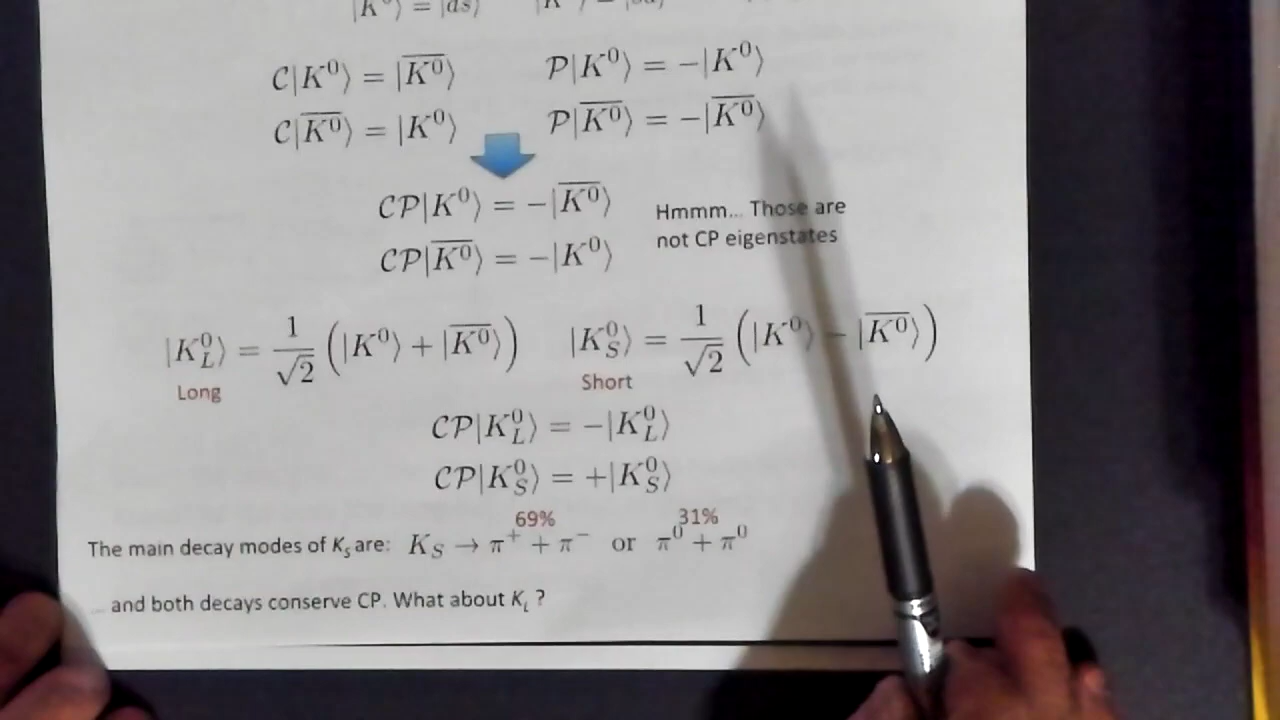 |K⁰⟩ = |ds̅⟩
C|K⁰⟩ = |K̅⁰⟩ P|K⁰⟩ = −|K⁰⟩
C|K̅⁰⟩ = |K⁰⟩ P|K̅⁰⟩ = −|K̅⁰⟩
CP|K⁰⟩ = −|K̅⁰⟩
CP|K̅⁰⟩ = −|K⁰⟩
Hmmm... Those are
not CP eigenstates
|K⁰_L⟩ = 1/√2 (|K⁰⟩ + |K̅⁰⟩) |K⁰_S⟩ = 1/√2 (|K⁰⟩ − |K̅⁰⟩)
Long Short
CP|K⁰_L⟩ = −|K⁰_L⟩
CP|K⁰_S⟩ = +|K⁰_S⟩
69% 31%
The main decay modes of K_S are: K_S → π⁺ + π⁻ or π⁰ + π⁰
... and both decays conserve CP. What about K_L ?